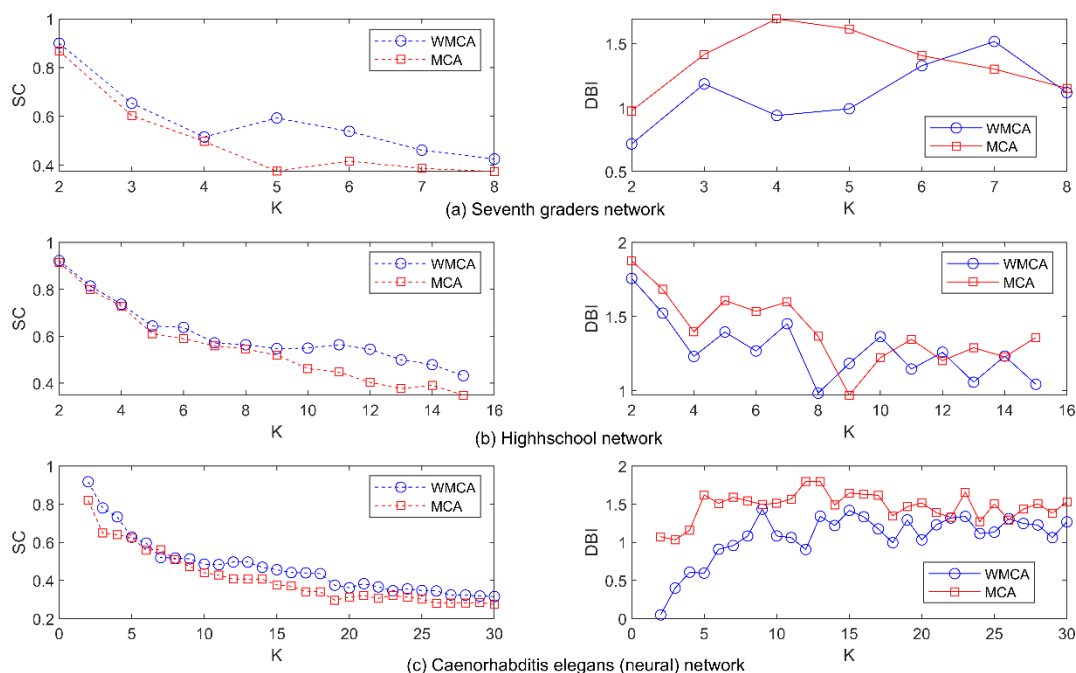 1
0.8
0.6
0.4
SC
2 3 4 5 6 7 8
K
WMCA
MCA
1.5
1
0.5
DBI
2 3 4 5 6 7 8
K
WMCA
MCA
(a) Seventh graders network
1
0.8
0.6
0.4
SC
2 4 6 8 10 12 14 16
K
WMCA
MCA
2
1.5
1
DBI
2 4 6 8 10 12 14 16
K
WMCA
MCA
(b) Highhschool network
1
0.8
0.6
0.4
0.2
SC
0 5 10 15 20 25 30
K
WMCA
MCA
2
1.5
1
0.5
0
DBI
0 5 10 15 20 25 30
K
WMCA
MCA
(c) Caenorhabditis elegans (neural) network